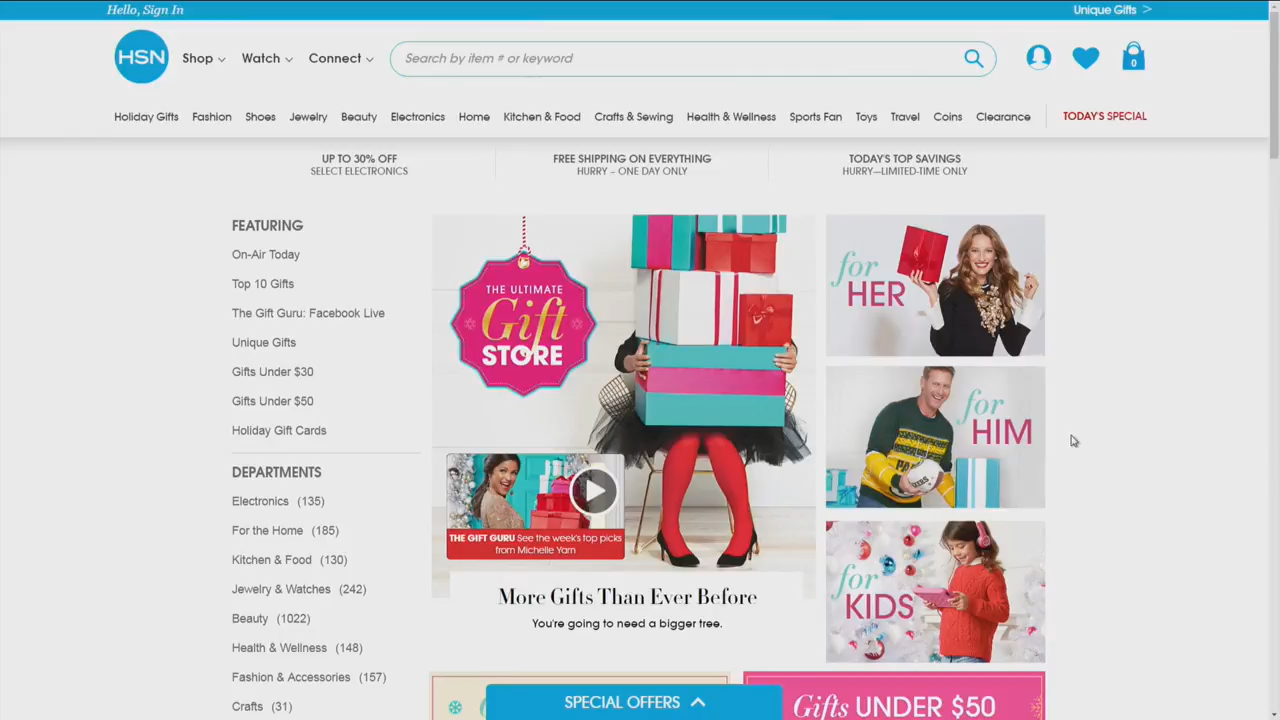 Hello, Sign In
Unique Gifts >
HSN
Shop
Watch
Connect
Search by item # or keyword
0
Holiday Gifts
Fashion
Shoes
Jewelry
Beauty
Electronics
Home
Kitchen & Food
Crafts & Sewing
Health & Wellness
Sports Fan
Toys
Travel
Coins
Clearance
TODAY'S SPECIAL
UP TO 30% OFF
SELECT ELECTRONICS
FREE SHIPPING ON EVERYTHING
HURRY – ONE DAY ONLY
TODAY'S TOP SAVINGS
HURRY—LIMITED-TIME ONLY
FEATURING
On-Air Today
Top 10 Gifts
The Gift Guru: Facebook Live
Unique Gifts
Gifts Under $30
Gifts Under $50
Holiday Gift Cards
DEPARTMENTS
Electronics (135)
For the Home (185)
Kitchen & Food (130)
Jewelry & Watches (242)
Beauty (1022)
Health & Wellness (148)
Fashion & Accessories (157)
Crafts (31)
THE ULTIMATE
Gift
STORE
THE GIFT GURU See the week's top picks
from Michelle Yarn
More Gifts Than Ever Before
You're going to need a bigger tree.
for
HER
for
HIM
for
KIDS
SPECIAL OFFERS
Gifts UNDER $50